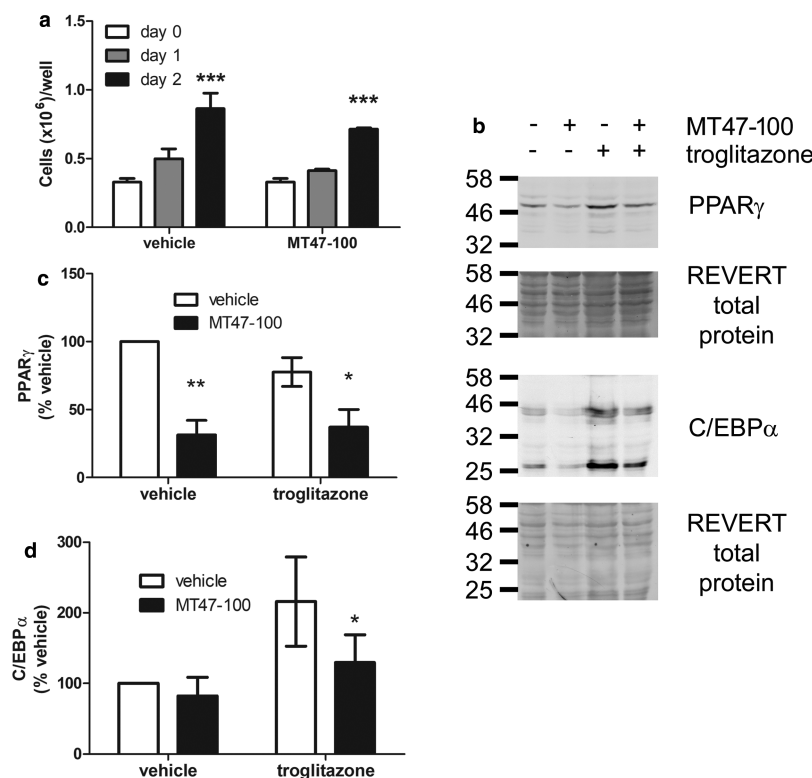 a
1.5
1.0
0.5
0.0
Cells (x10⁶)/well
day 0
day 1
day 2
***
***
vehicle
MT47-100
b
- + - + MT47-100
- - + + troglitazone
58
46
32
PPARγ
58
46
32
REVERT
total
protein
58
46
32
25
C/EBPα
58
46
32
25
REVERT
total
protein
c
150
100
50
0
PPARγ
(% vehicle)
vehicle
MT47-100
**
*
vehicle
troglitazone
d
300
200
100
0
C/EBPα
(% vehicle)
vehicle
MT47-100
*
vehicle
troglitazone